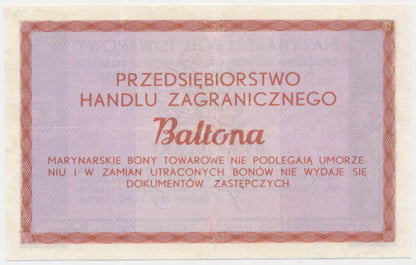 PRZEDSIĘBIORSTWO
HANDLU ZAGRANICZNEGO
Baltona
MARYNARSKIE BONY TOWAROWE NIE PODLEGAJĄ UMORZE-
NIU I W ZAMIAN UTRACONYCH BONÓW NIE WYDAJE SIĘ
DOKUMENTÓW ZASTĘPCZYCH